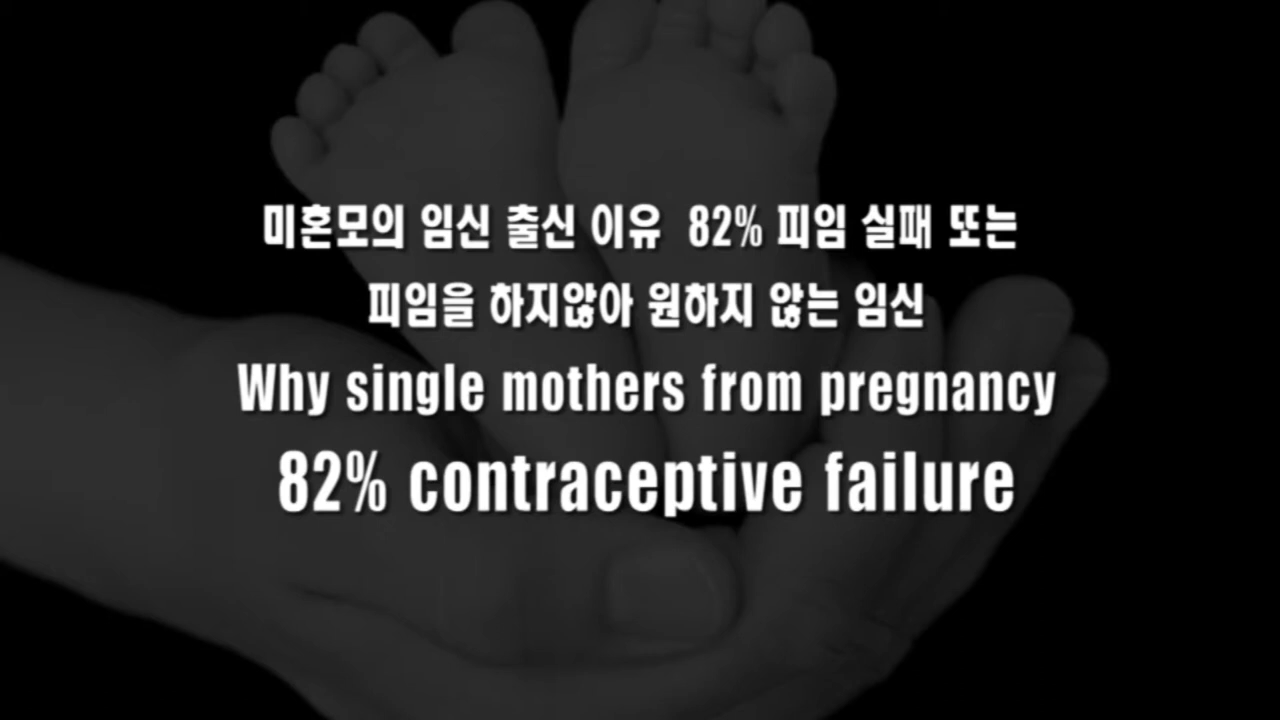 미혼모의 임신 출신 이유 82% 피임 실패 또는
피임을 하지않아 원하지 않는 임신
Why single mothers from pregnancy
82% contraceptive failure